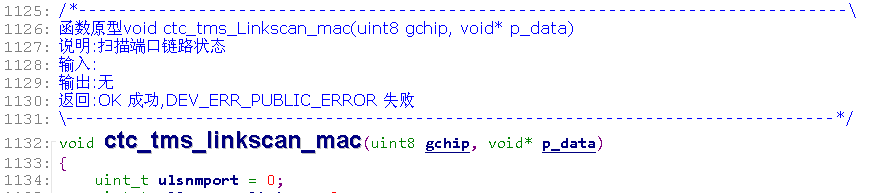 1125: /*-----------------------------------------------------------------------------\
1126: 函数原型void ctc_tms_Linkscan_mac(uint8 gchip, void* p_data)
1127: 说明:扫描端口链路状态
1128: 输入:
1129: 输出:无
1130: 返回:OK 成功,DEV_ERR_PUBLIC_ERROR 失败
1131: \-----------------------------------------------------------------------------*/
1132: void ctc_tms_linkscan_mac(uint8 gchip, void* p_data)
1133: {
1134: uint_t ulsnmport = 0;